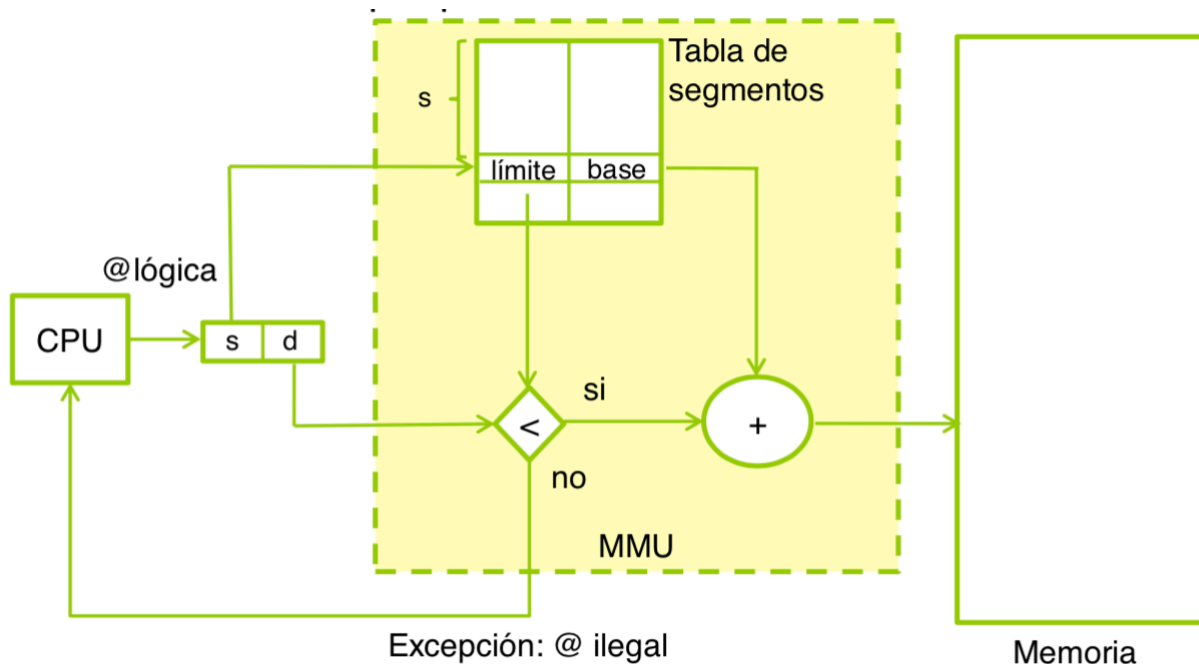 Tabla de
segmentos
s
límite base
@lógica
CPU
s d
si
<
+
no
MMU
Excepción: @ ilegal
Memoria